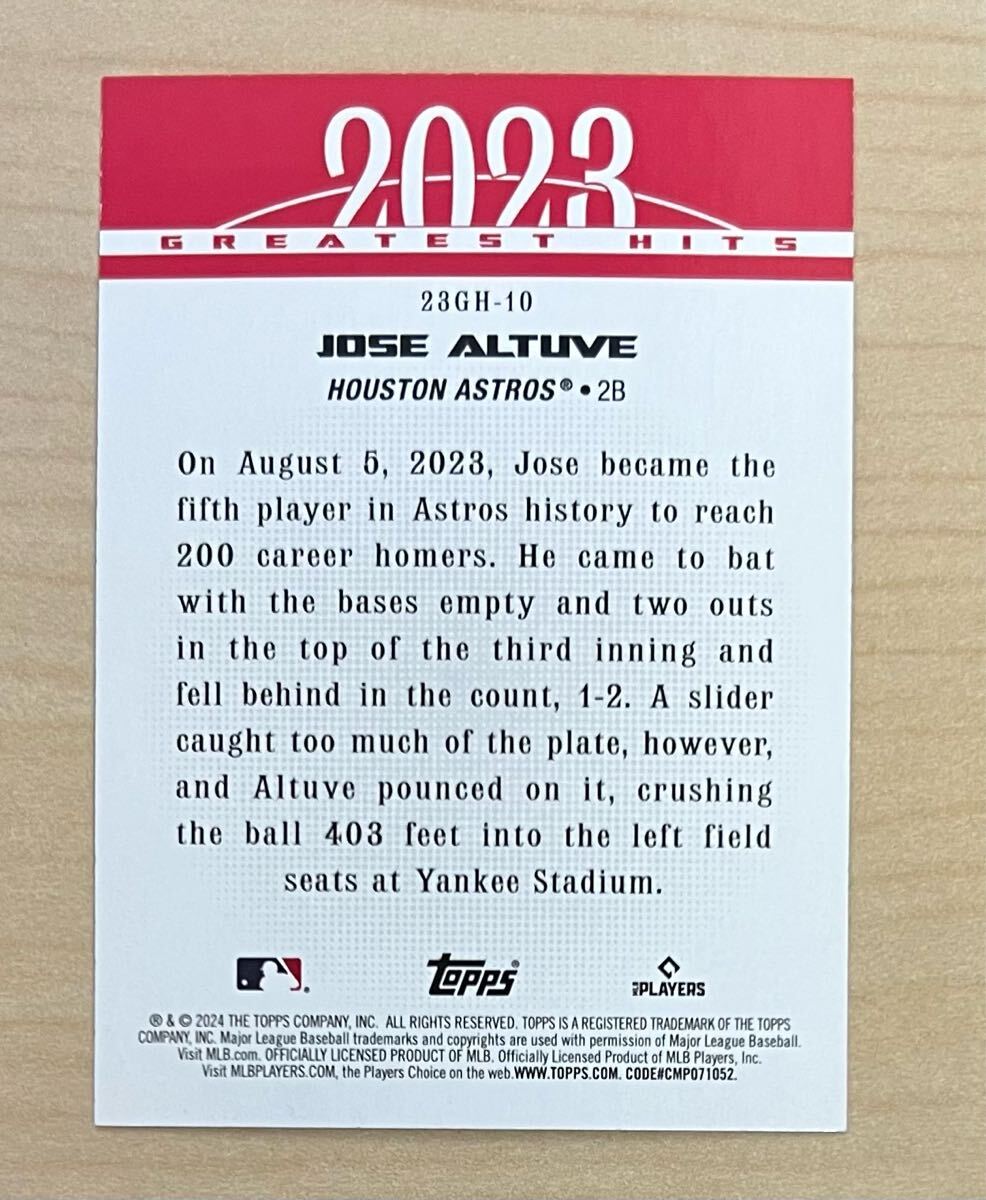 2023
GREATEST HITS
23GH-10
JOSE ALTUVE
HOUSTON ASTROS® • 2B
On August 5, 2023, Jose became the
fifth player in Astros history to reach
200 career homers. He came to bat
with the bases empty and two outs
in the top of the third inning and
fell behind in the count, 1-2. A slider
caught too much of the plate, however,
and Altuve pounced on it, crushing
the ball 403 feet into the left field
seats at Yankee Stadium.
topps®
PLAYERS
® & © 2024 THE TOPPS COMPANY, INC. ALL RIGHTS RESERVED. TOPPS IS A REGISTERED TRADEMARK OF THE TOPPS
COMPANY, INC. Major League Baseball trademarks and copyrights are used with permission of Major League Baseball.
Visit MLB.com. OFFICIALLY LICENSED PRODUCT OF MLB. Officially Licensed Product of MLB Players, Inc.
Visit MLBPLAYERS.COM, the Players Choice on the web.WWW.TOPPS.COM. CODE#CMP071052.